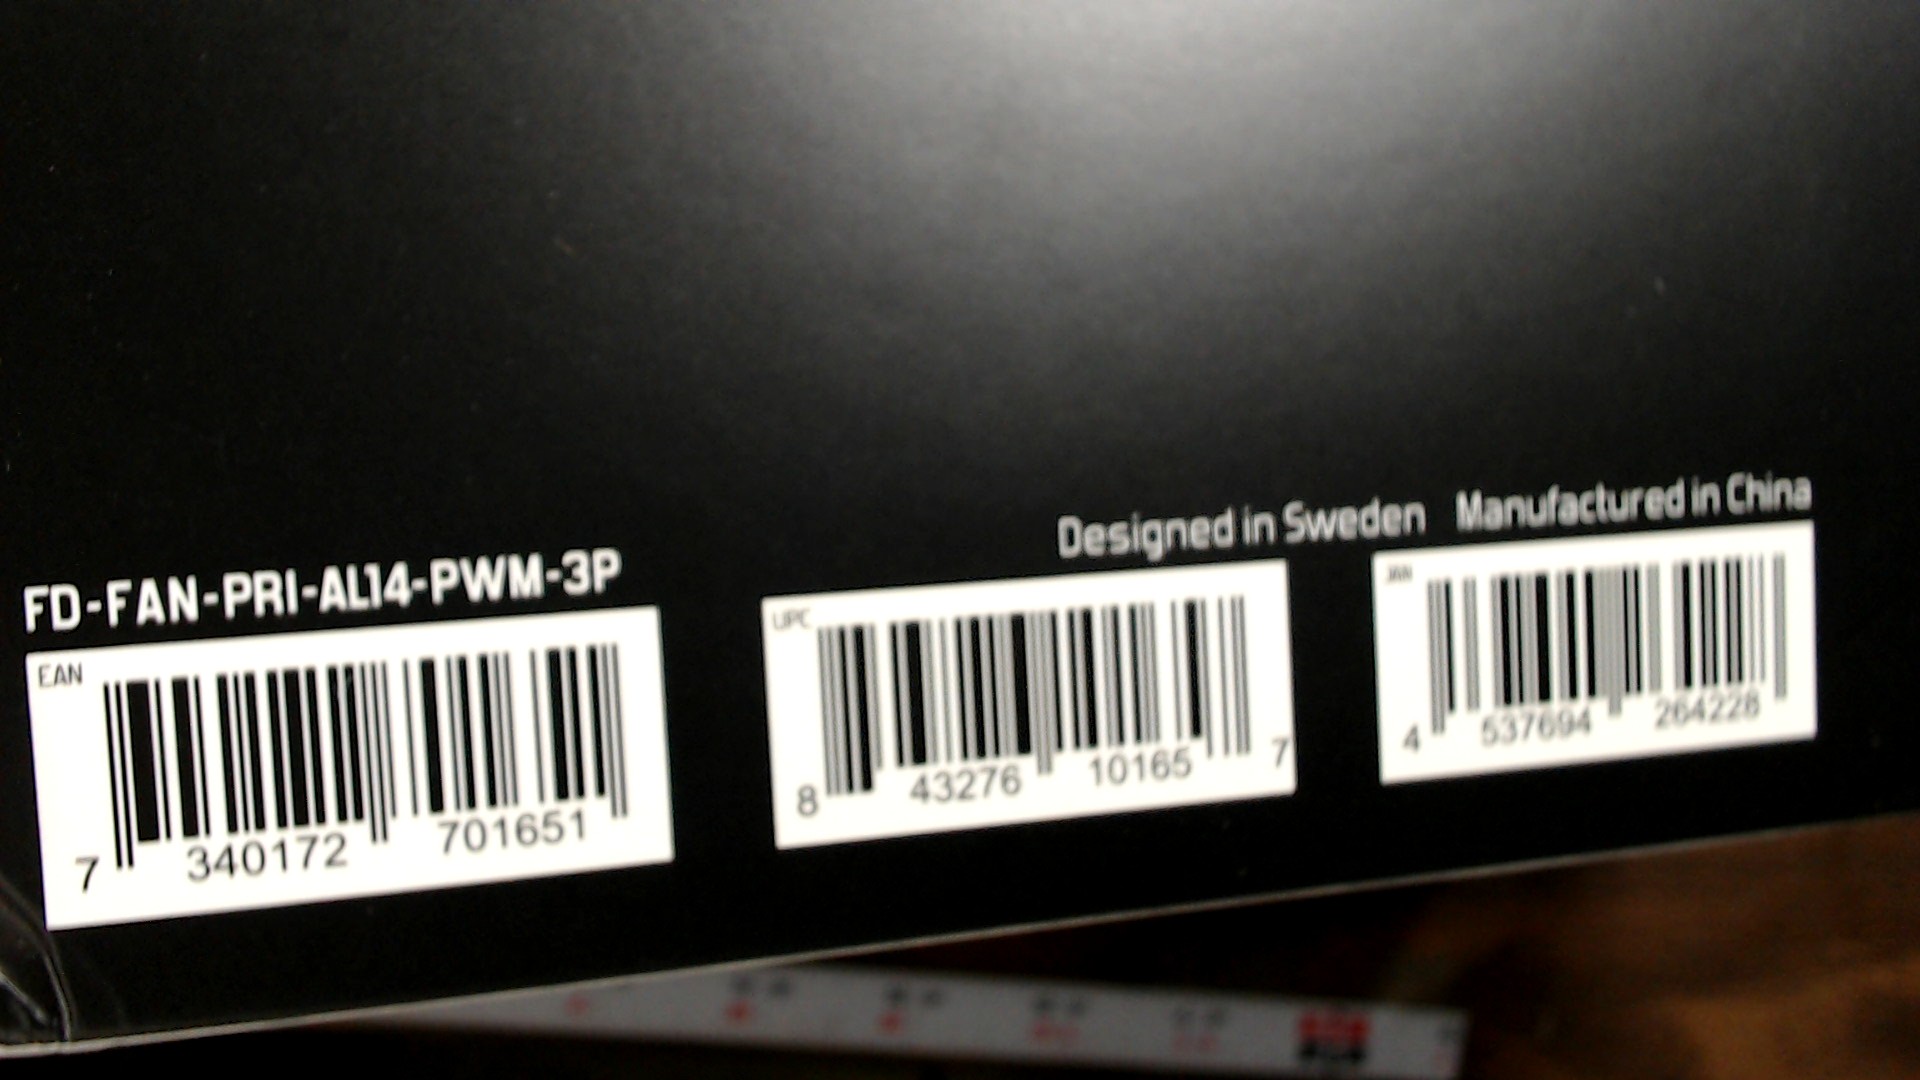 Designed in Sweden Manufactured in China
FD-FAN-PRI-AL14-PWM-3P
EAN
7 340172 701651
UPC
8 43276 10165 7
JAN
4 537694 264228